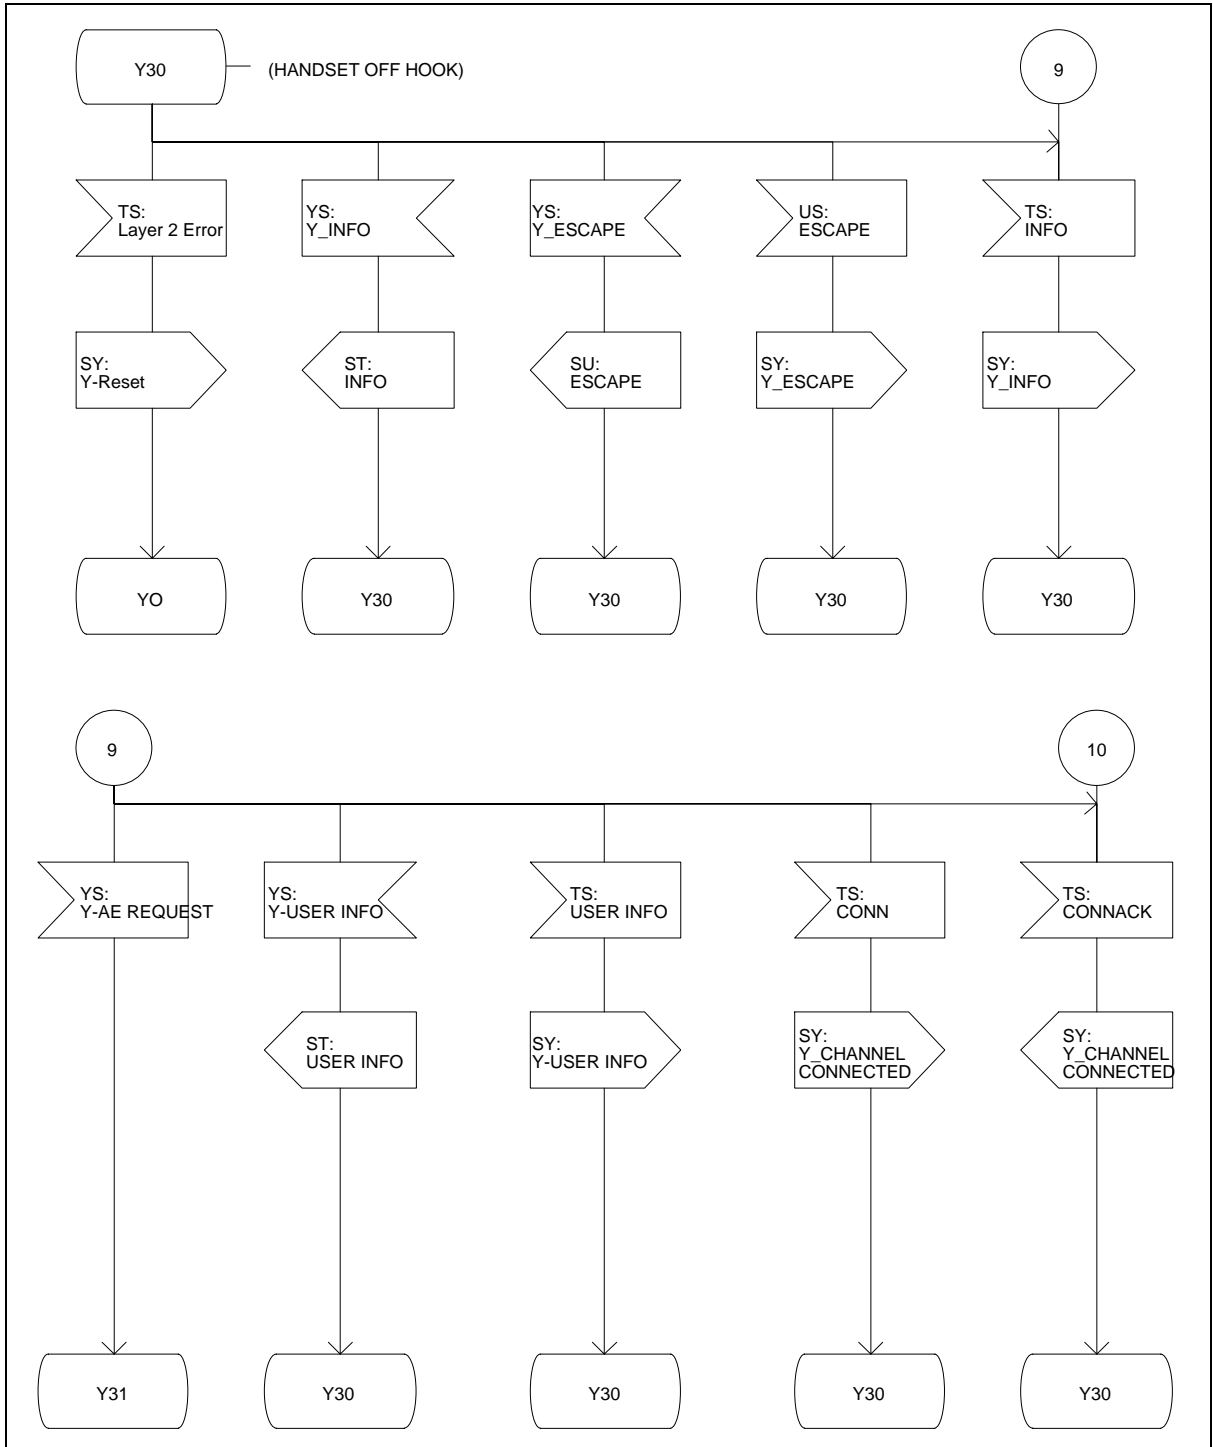 Y30
(HANDSET OFF HOOK)
9
TS:
Layer 2 Error
YS:
Y_INFO
YS:
Y_ESCAPE
US:
ESCAPE
TS:
INFO
SY:
Y-Reset
ST:
INFO
SU:
ESCAPE
SY:
Y_ESCAPE
SY:
Y_INFO
YO
Y30
Y30
Y30
Y30
9
10
YS:
Y-AE REQUEST
YS:
Y-USER INFO
TS:
USER INFO
TS:
CONN
TS:
CONNACK
ST:
USER INFO
SY:
Y-USER INFO
SY:
Y_CHANNEL
CONNECTED
SY:
Y_CHANNEL
CONNECTED
Y31
Y30
Y30
Y30
Y30